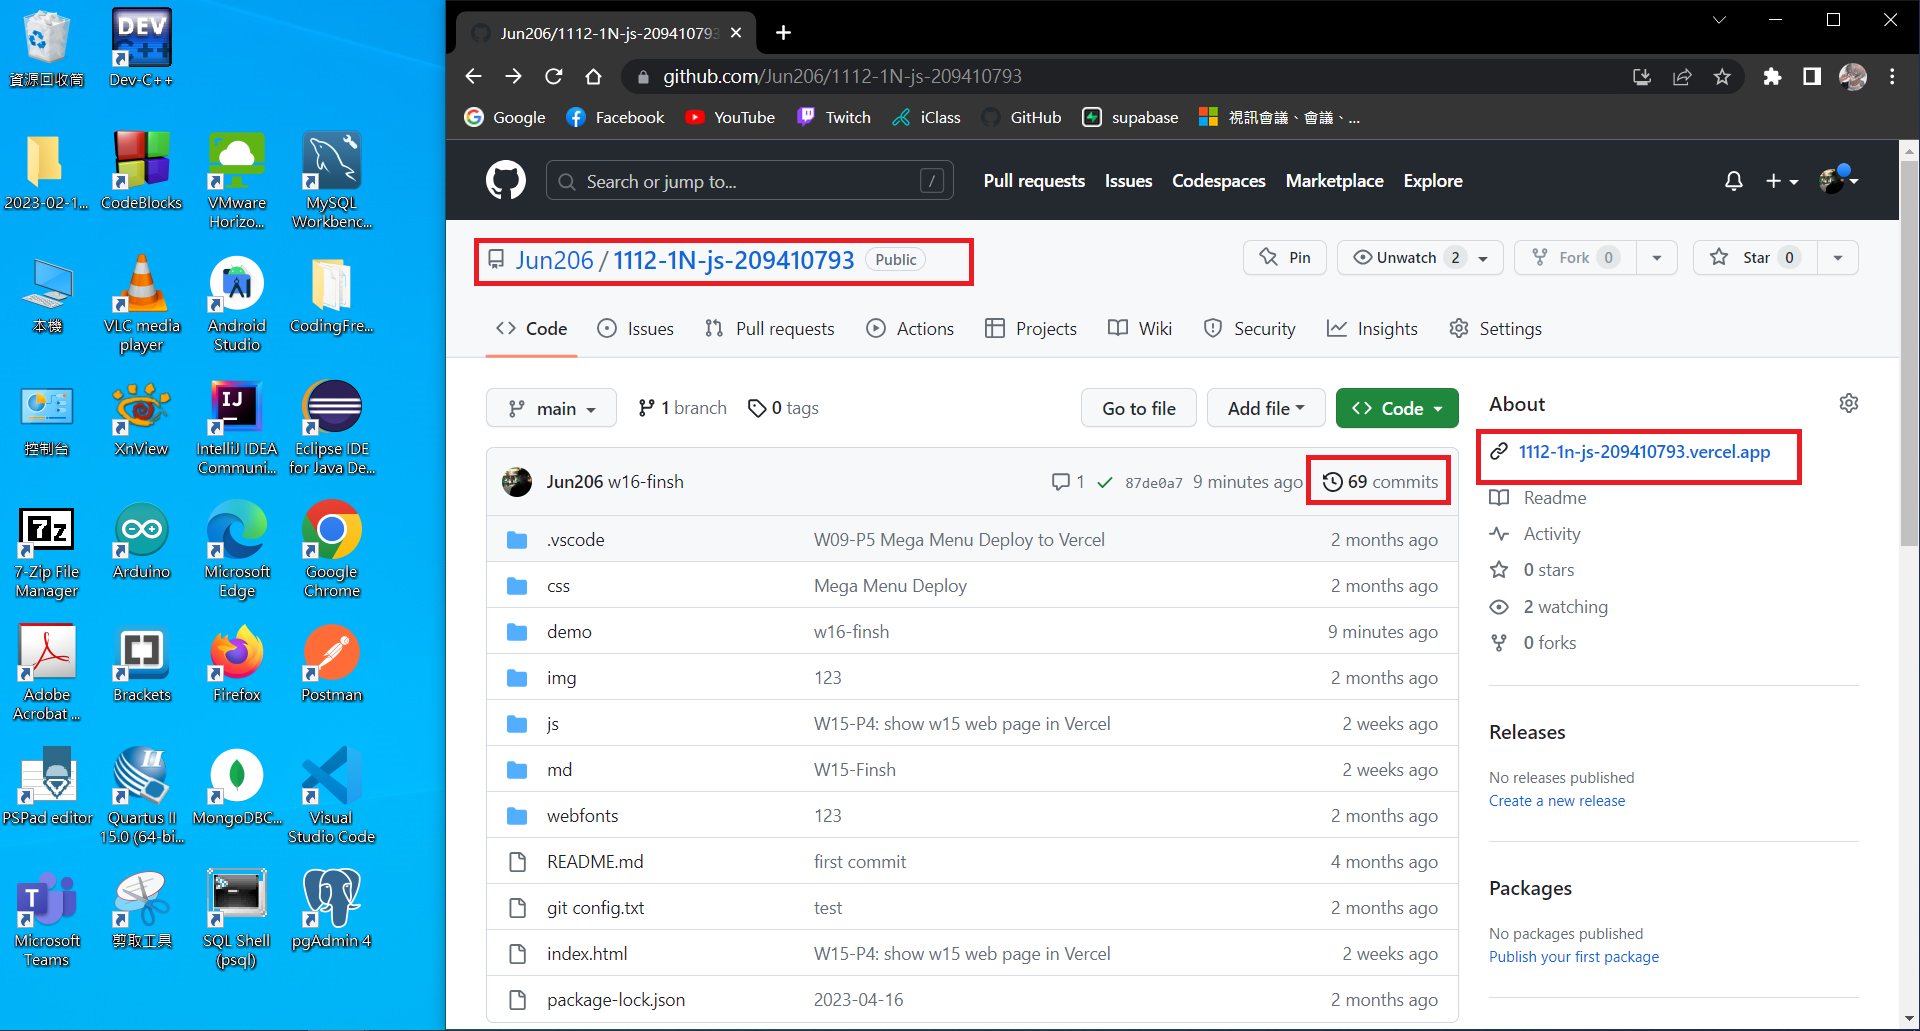 資源回收筒
DEV
C++
Dev-C++
2023-02-1...
CodeBlocks
VMware
Horizo...
MySQL
Workbenc...
本機
VLC media
player
Android
Studio
CodingFre...
控制台
XnView
IJ
IntelliJ IDEA
Communi...
Eclipse IDE
for Java De...
7z
7-Zip File
Manager
Arduino
Microsoft
Edge
Google
Chrome
Adobe
Acrobat ...
Brackets
Firefox
Postman
PSPad editor
II
Quartus II
15.0 (64-bi...
MongoDBC...
Visual
Studio Code
T
Microsoft
Teams
剪取工具
SQL Shell
(psql)
pgAdmin 4
Jun206/1112-1N-js-209410793
github.com/Jun206/1112-1N-js-209410793
Google
Facebook
YouTube
Twitch
iClass
GitHub
supabase
視訊會議、會議、...
Search or jump to...
/
Pull requests
Issues
Codespaces
Marketplace
Explore
Jun206 / 1112-1N-js-209410793 Public
Pin
Unwatch 2
Fork 0
Star 0
Code
Issues
Pull requests
Actions
Projects
Wiki
Security
Insights
Settings
main
1 branch
0 tags
Go to file
Add file
Code
Jun206 w16-finsh
1
87de0a7 9 minutes ago
69 commits
.vscode W09-P5 Mega Menu Deploy to Vercel 2 months ago
css Mega Menu Deploy 2 months ago
demo w16-finsh 9 minutes ago
img 123 2 months ago
js W15-P4: show w15 web page in Vercel 2 weeks ago
md W15-Finsh 2 weeks ago
webfonts 123 2 months ago
README.md first commit 4 months ago
git config.txt test 2 months ago
index.html W15-P4: show w15 web page in Vercel 2 weeks ago
package-lock.json 2023-04-16 2 months ago
About
1112-1n-js-209410793.vercel.app
Readme
Activity
0 stars
2 watching
0 forks
Releases
No releases published
Create a new release
Packages
No packages published
Publish your first package